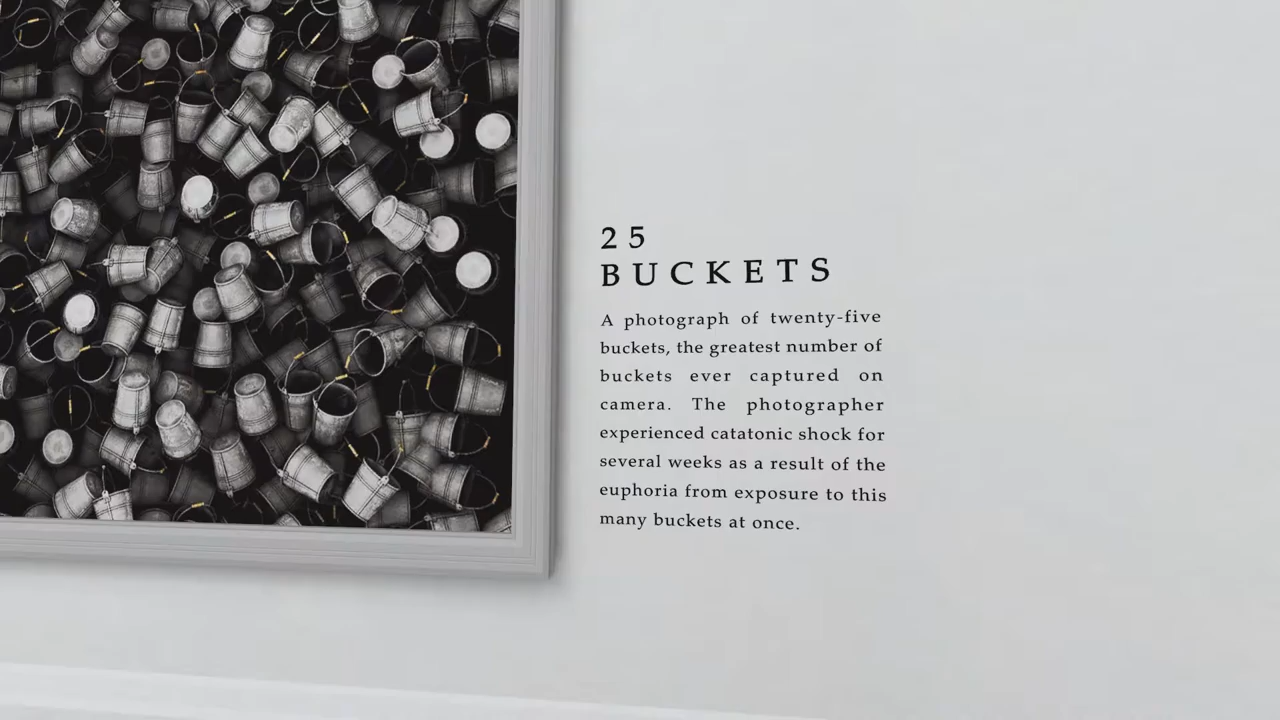 25
BUCKETS
A photograph of twenty-five
buckets, the greatest number of
buckets ever captured on
camera. The photographer
experienced catatonic shock for
several weeks as a result of the
euphoria from exposure to this
many buckets at once.